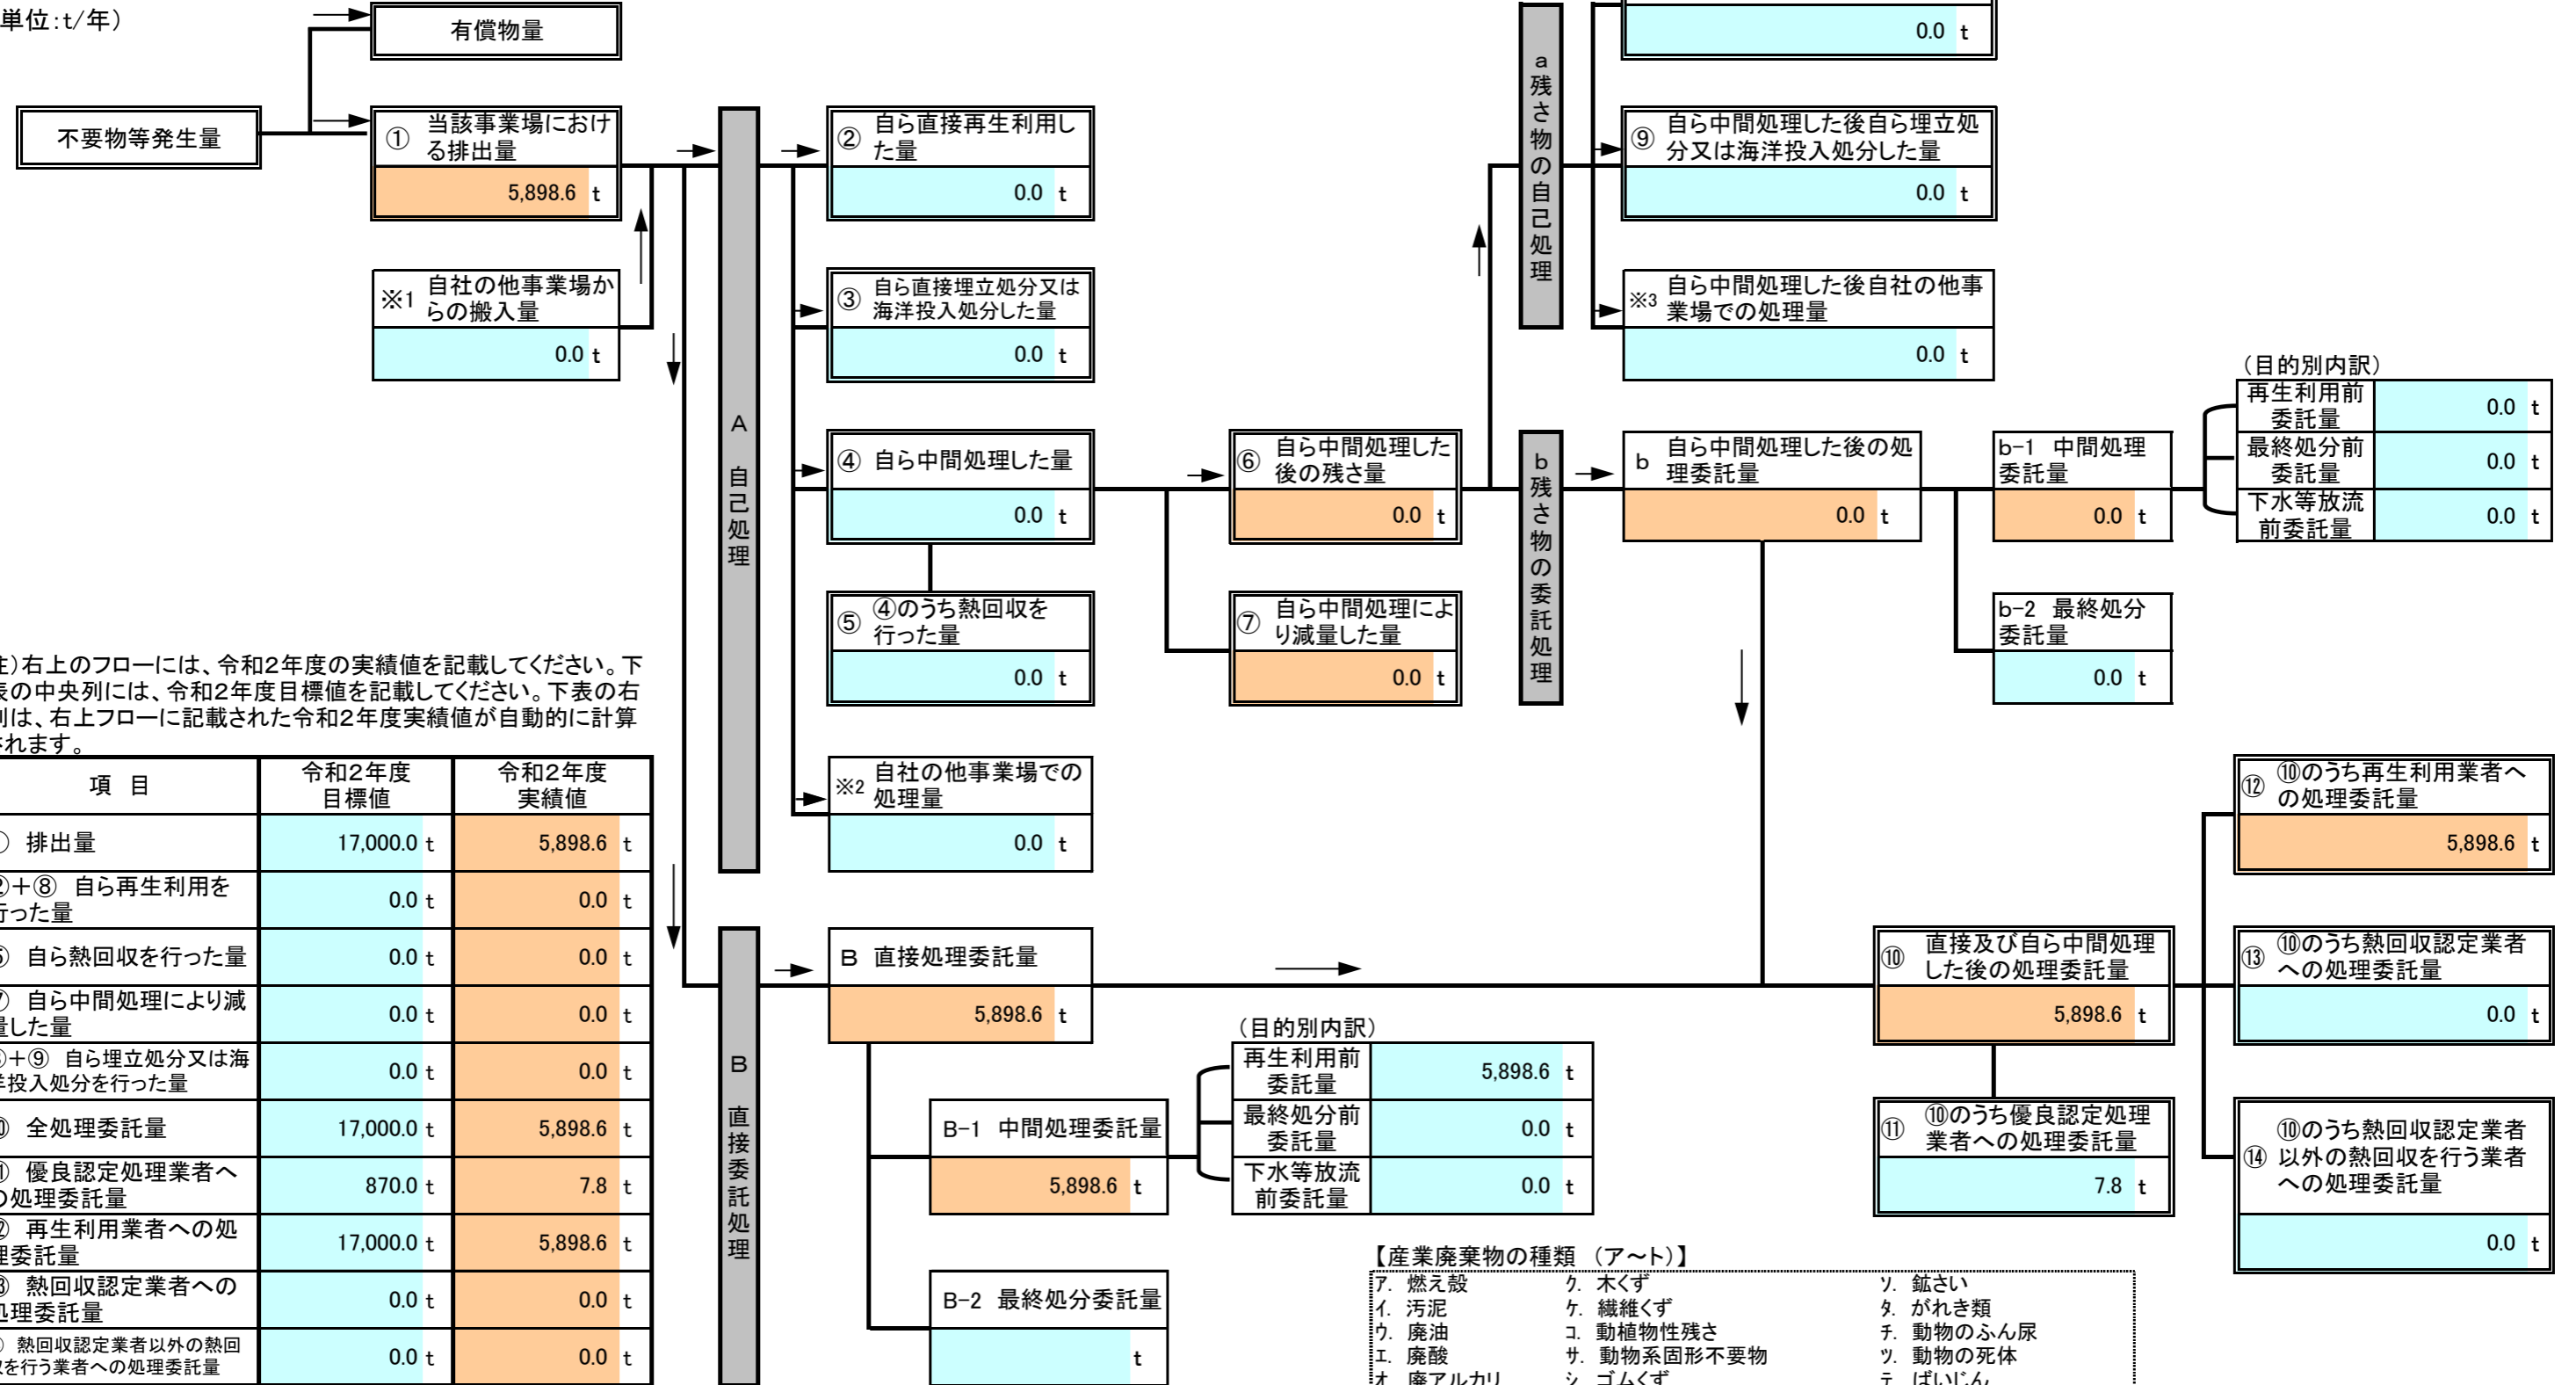 単位:t/年)
有償物量
不要物等発生量
① 当該事業場におけ
る排出量
5,898.6 t
※1 自社の他事業場か
らの搬入量
0.0 t
A 自己処理
② 自ら直接再生利用し
た量
0.0 t
③ 自ら直接埋立処分又は
海洋投入処分した量
0.0 t
④ 自ら中間処理した量
0.0 t
⑤ ④のうち熱回収を
行った量
0.0 t
※2 自社の他事業場での
処理量
0.0 t
⑥ 自ら中間処理した
後の残さ量
0.0 t
⑦ 自ら中間処理によ
り減量した量
0.0 t
a 残さ物の自己処理
0.0 t
⑨ 自ら中間処理した後自ら埋立処
分又は海洋投入処分した量
0.0 t
※3 自ら中間処理した後自社の他事
業場での処理量
0.0 t
b 残さ物の委託処理
b 自ら中間処理した後の処
理委託量
0.0 t
b-1 中間処理
委託量
0.0 t
b-2 最終処分
委託量
0.0 t
(目的別内訳)
再生利用前
委託量
0.0 t
最終処分前
委託量
0.0 t
下水等放流
前委託量
0.0 t
注)右上のフローには、令和2年度の実績値を記載してください。下
表の中央列には、令和2年度目標値を記載してください。下表の右
列は、右上フローに記載された令和2年度実績値が自動的に計算
されます。
項 目 令和2年度
目標値 令和2年度
実績値
① 排出量 17,000.0 t 5,898.6 t
②+⑧ 自ら再生利用を
行った量 0.0 t 0.0 t
⑤ 自ら熱回収を行った量 0.0 t 0.0 t
⑦ 自ら中間処理により減
量した量 0.0 t 0.0 t
③+⑨ 自ら埋立処分又は海
洋投入処分を行った量 0.0 t 0.0 t
⑩ 全処理委託量 17,000.0 t 5,898.6 t
⑪ 優良認定処理業者へ
の処理委託量 870.0 t 7.8 t
⑫ 再生利用業者への処
理委託量 17,000.0 t 5,898.6 t
⑬ 熱回収認定業者への
処理委託量 0.0 t 0.0 t
⑭ 熱回収認定業者以外の熱回
収を行う業者への処理委託量 0.0 t 0.0 t
B 直接委託処理
B 直接処理委託量
5,898.6 t
B-1 中間処理委託量
5,898.6 t
B-2 最終処分委託量
t
(目的別内訳)
再生利用前
委託量
5,898.6 t
最終処分前
委託量
0.0 t
下水等放流
前委託量
0.0 t
⑩ 直接及び自ら中間処理
した後の処理委託量
5,898.6 t
⑪ ⑩のうち優良認定処理
業者への処理委託量
7.8 t
⑫ ⑩のうち再生利用業者へ
の処理委託量
5,898.6 t
⑬ ⑩のうち熱回収認定業者
への処理委託量
0.0 t
⑭ ⑩のうち熱回収認定業者
以外の熱回収を行う業者
への処理委託量
0.0 t
【産業廃棄物の種類 (ア~ト)】
ア. 燃え殻 ク. 木くず ソ. 鉱さい
イ. 汚泥 ケ. 繊維くず タ. がれき類
ウ. 廃油 コ. 動植物性残さ チ. 動物のふん尿
エ. 廃酸 サ. 動物系固形不要物 ツ. 動物の死体
オ. 廃アルカリ シ. ゴムくず テ. ばいじん